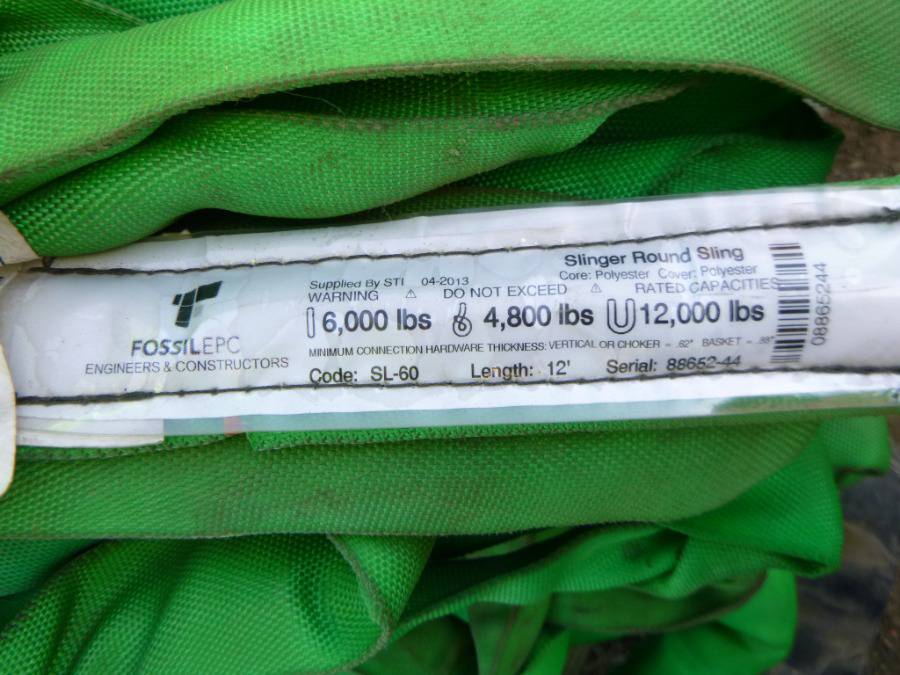 Slinger Round Sling
Core: Polyester Cover: Polyester
Supplied By STI 04-2013
WARNING ⚠ DO NOT EXCEED ⚠ RATED CAPACITIES
6,000 lbs 4,800 lbs 12,000 lbs
MINIMUM CONNECTION HARDWARE THICKNESS: VERTICAL OR CHOKER = .62" BASKET =
Code: SL-60 Length: 12' Serial: 88652-44
FOSSILEPC
ENGINEERS & CONSTRUCTORS
08865244